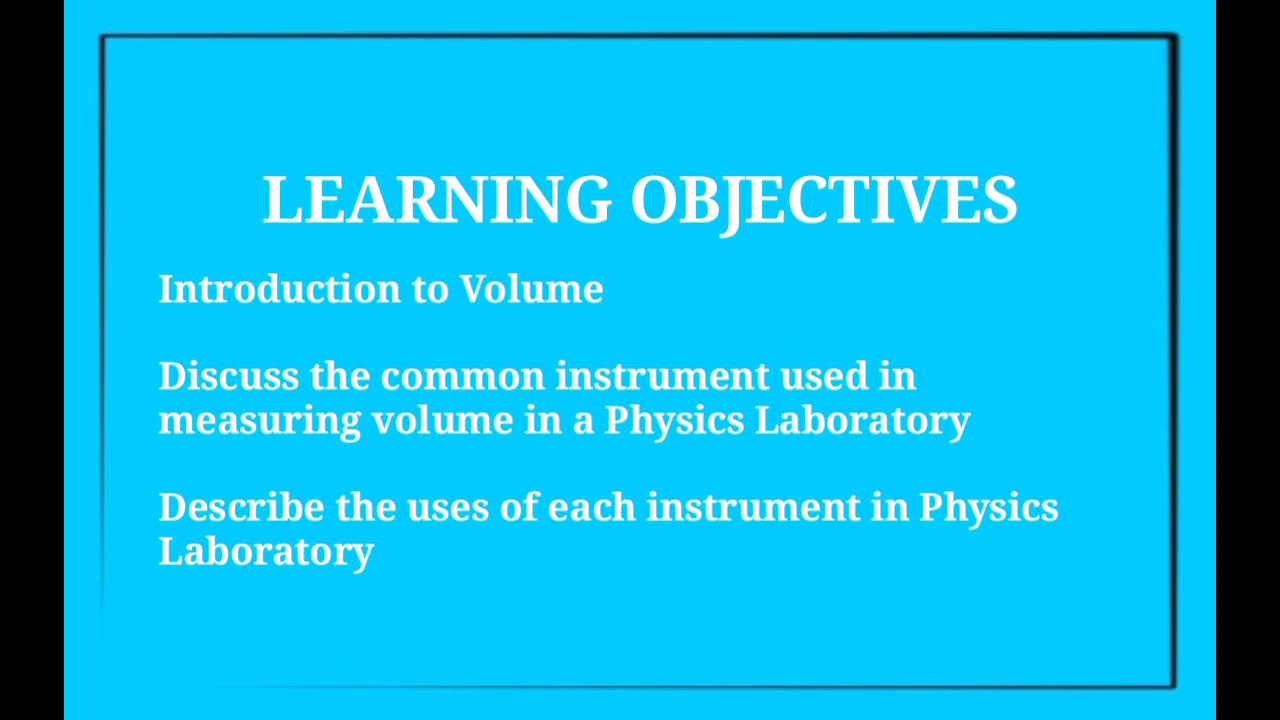 LEARNING OBJECTIVES
Introduction to Volume
Discuss the common instrument used in
measuring volume in a Physics Laboratory
Describe the uses of each instrument in Physics
Laboratory